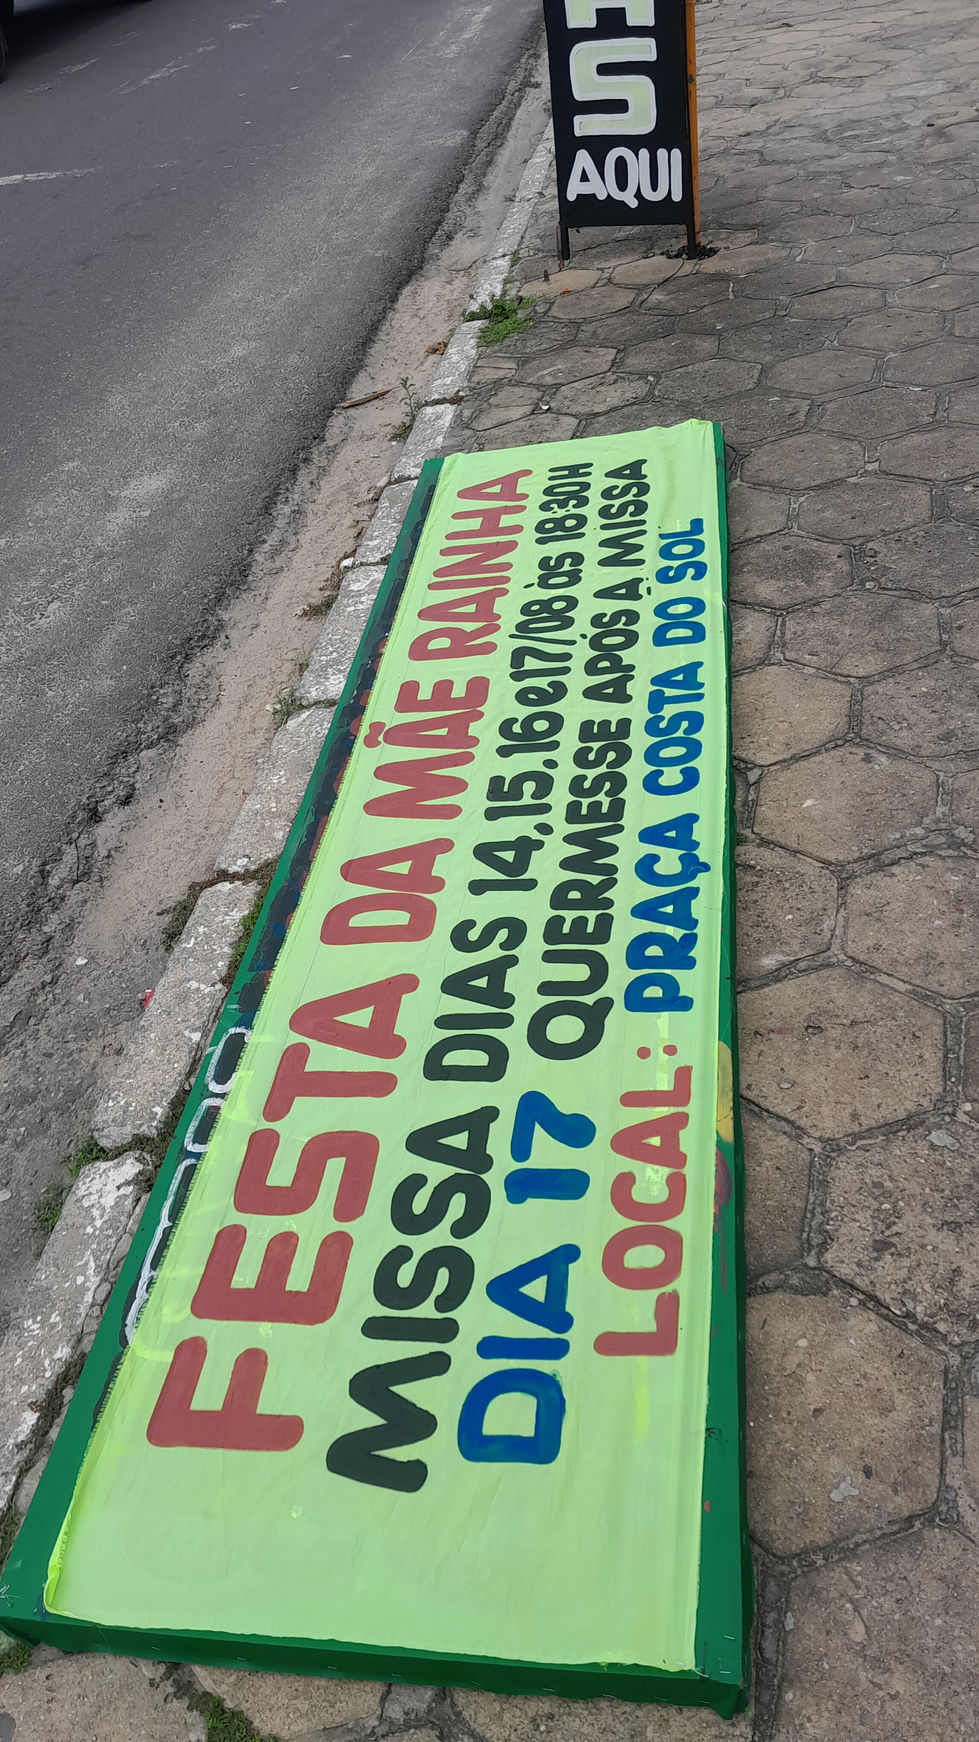 S
AQUI
FESTA DA MÃE RAINHA
MISSA DIAS 14,15,16 e 17/08 às 18:30H
DIA 17 QUERMESSE APÓS A MISSA
LOCAL: PRAÇA COSTA DO SOL